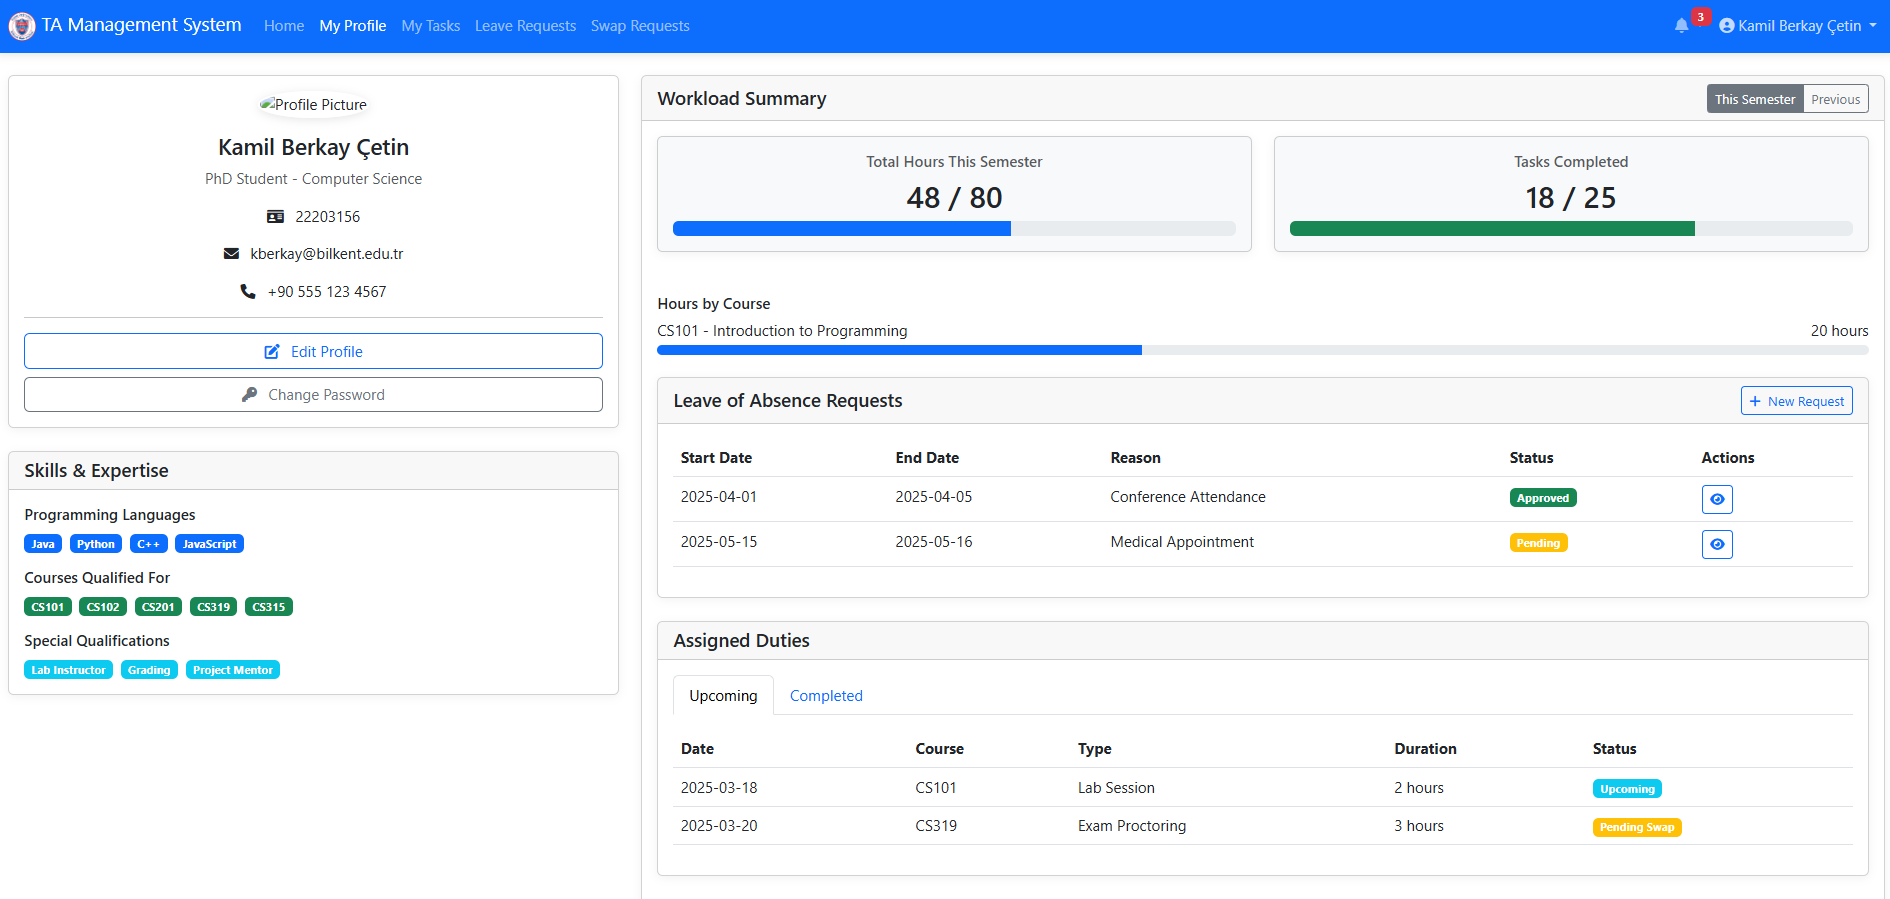 TA Management System Home My Profile My Tasks Leave Requests Swap Requests 3 Kamil Berkay Çetin
Profile Picture
Kamil Berkay Çetin
PhD Student - Computer Science
22203156
kberkay@bilkent.edu.tr
+90 555 123 4567
Edit Profile
Change Password
Skills & Expertise
Programming Languages
Java Python C++ JavaScript
Courses Qualified For
CS101 CS102 CS201 CS319 CS315
Special Qualifications
Lab Instructor Grading Project Mentor
Workload Summary This Semester Previous
Total Hours This Semester
48 / 80
Tasks Completed
18 / 25
Hours by Course
CS101 - Introduction to Programming 20 hours
Leave of Absence Requests + New Request
Start Date End Date Reason Status Actions
2025-04-01 2025-04-05 Conference Attendance Approved
2025-05-15 2025-05-16 Medical Appointment Pending
Assigned Duties
Upcoming Completed
Date Course Type Duration Status
2025-03-18 CS101 Lab Session 2 hours Upcoming
2025-03-20 CS319 Exam Proctoring 3 hours Pending Swap